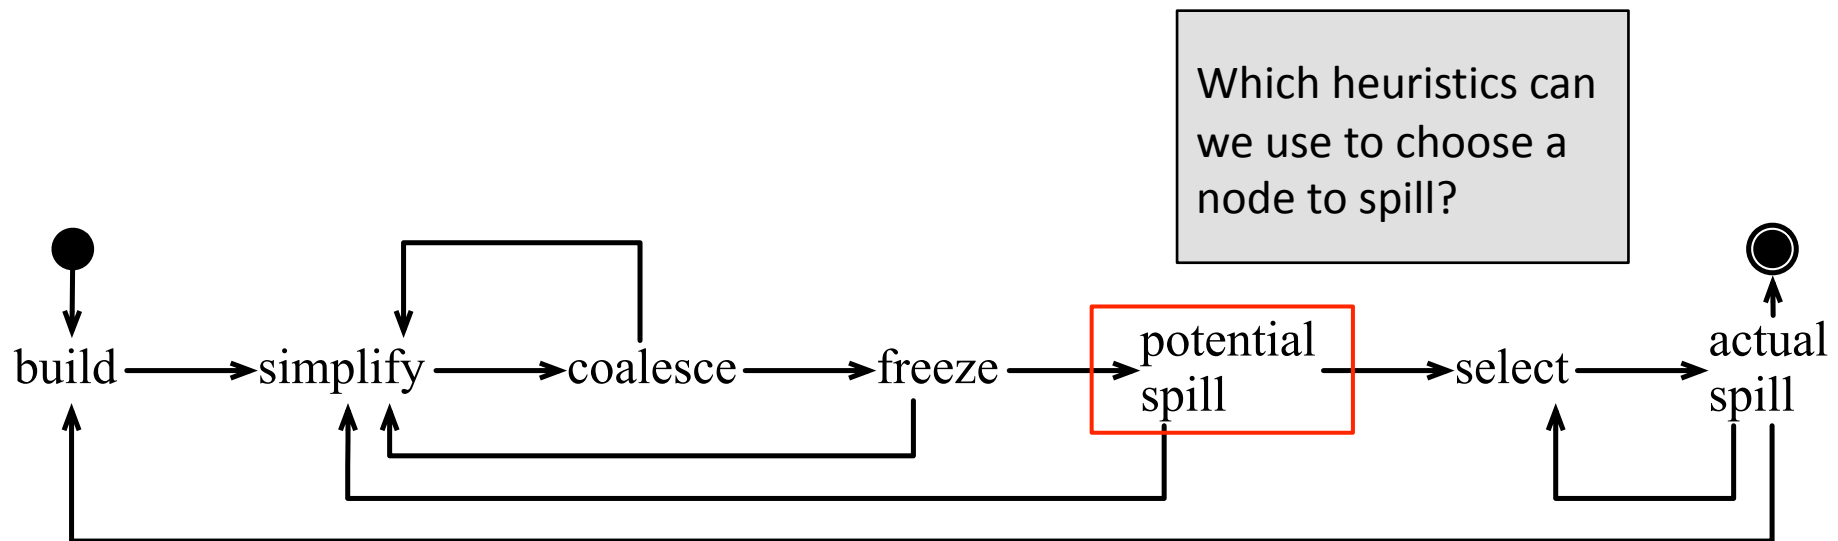 Which heuristics can
we use to choose a
node to spill?
build
simplify
coalesce
freeze
potential
spill
select
actual
spill